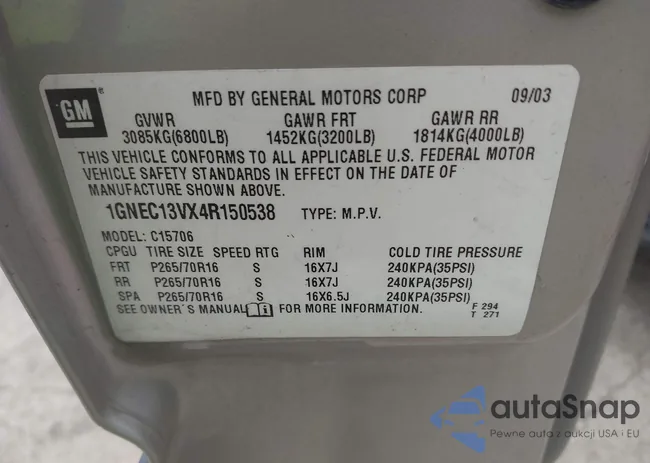 GM ®
MFD BY GENERAL MOTORS CORP 09/03
GVWR GAWR FRT GAWR RR
3085KG(6800LB) 1452KG(3200LB) 1814KG(4000LB)
THIS VEHICLE CONFORMS TO ALL APPLICABLE U.S. FEDERAL MOTOR
VEHICLE SAFETY STANDARDS IN EFFECT ON THE DATE OF
MANUFACTURE SHOWN ABOVE.
1GNEC13VX4R150538 TYPE: M.P.V.
MODEL: C15706
CPGU TIRE SIZE SPEED RTG RIM COLD TIRE PRESSURE
FRT P265/70R16 S 16X7J 240KPA(35PSI)
RR P265/70R16 S 16X7J 240KPA(35PSI)
SPA P265/70R16 S 16X6.5J 240KPA(35PSI)
SEE OWNER'S MANUAL i FOR MORE INFORMATION.
F 294
T 271
autaSnap
Pewne auto z aukcji USA i EU